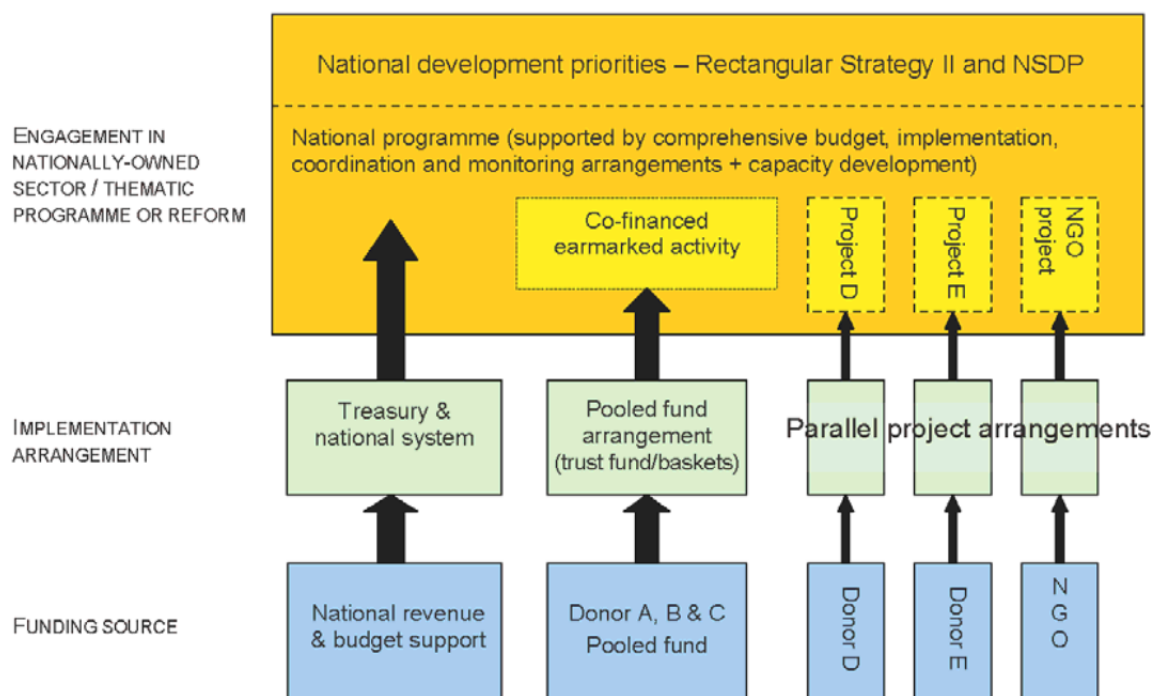 National development priorities – Rectangular Strategy II and NSDP
ENGAGEMENT IN
NATIONALLY-OWNED
SECTOR / THEMATIC
PROGRAMME OR REFORM
National programme (supported by comprehensive budget, implementation,
coordination and monitoring arrangements + capacity development)
Co-financed
earmarked activity
Project D
Project E
NGO
project
IMPLEMENTATION
ARRANGEMENT
Treasury &
national system
Pooled fund
arrangement
(trust fund/baskets)
Parallel project arrangements
FUNDING SOURCE
National revenue
& budget support
Donor A, B & C
Pooled fund
Donor D
Donor E
NGO